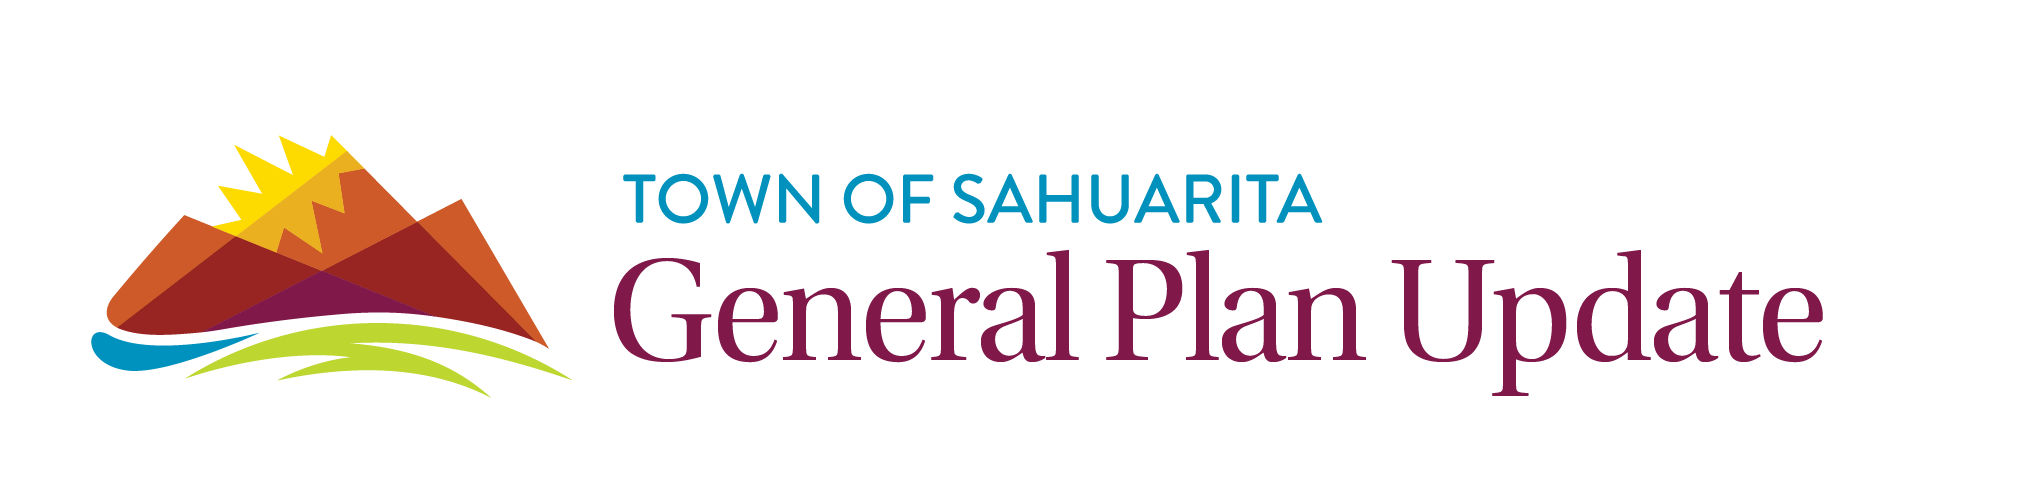 TOWN OF SAHUARITA
General Plan Update